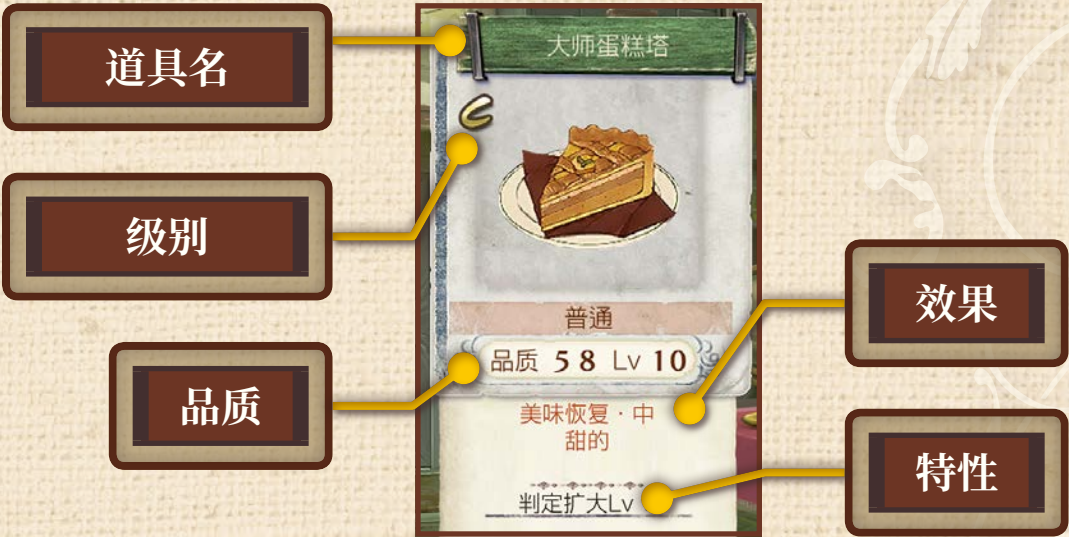 道具名
级别
品质
大师蛋糕塔
普通
品质 58 Lv 10
美味恢复·中
甜的
判定扩大Lv
效果
特性